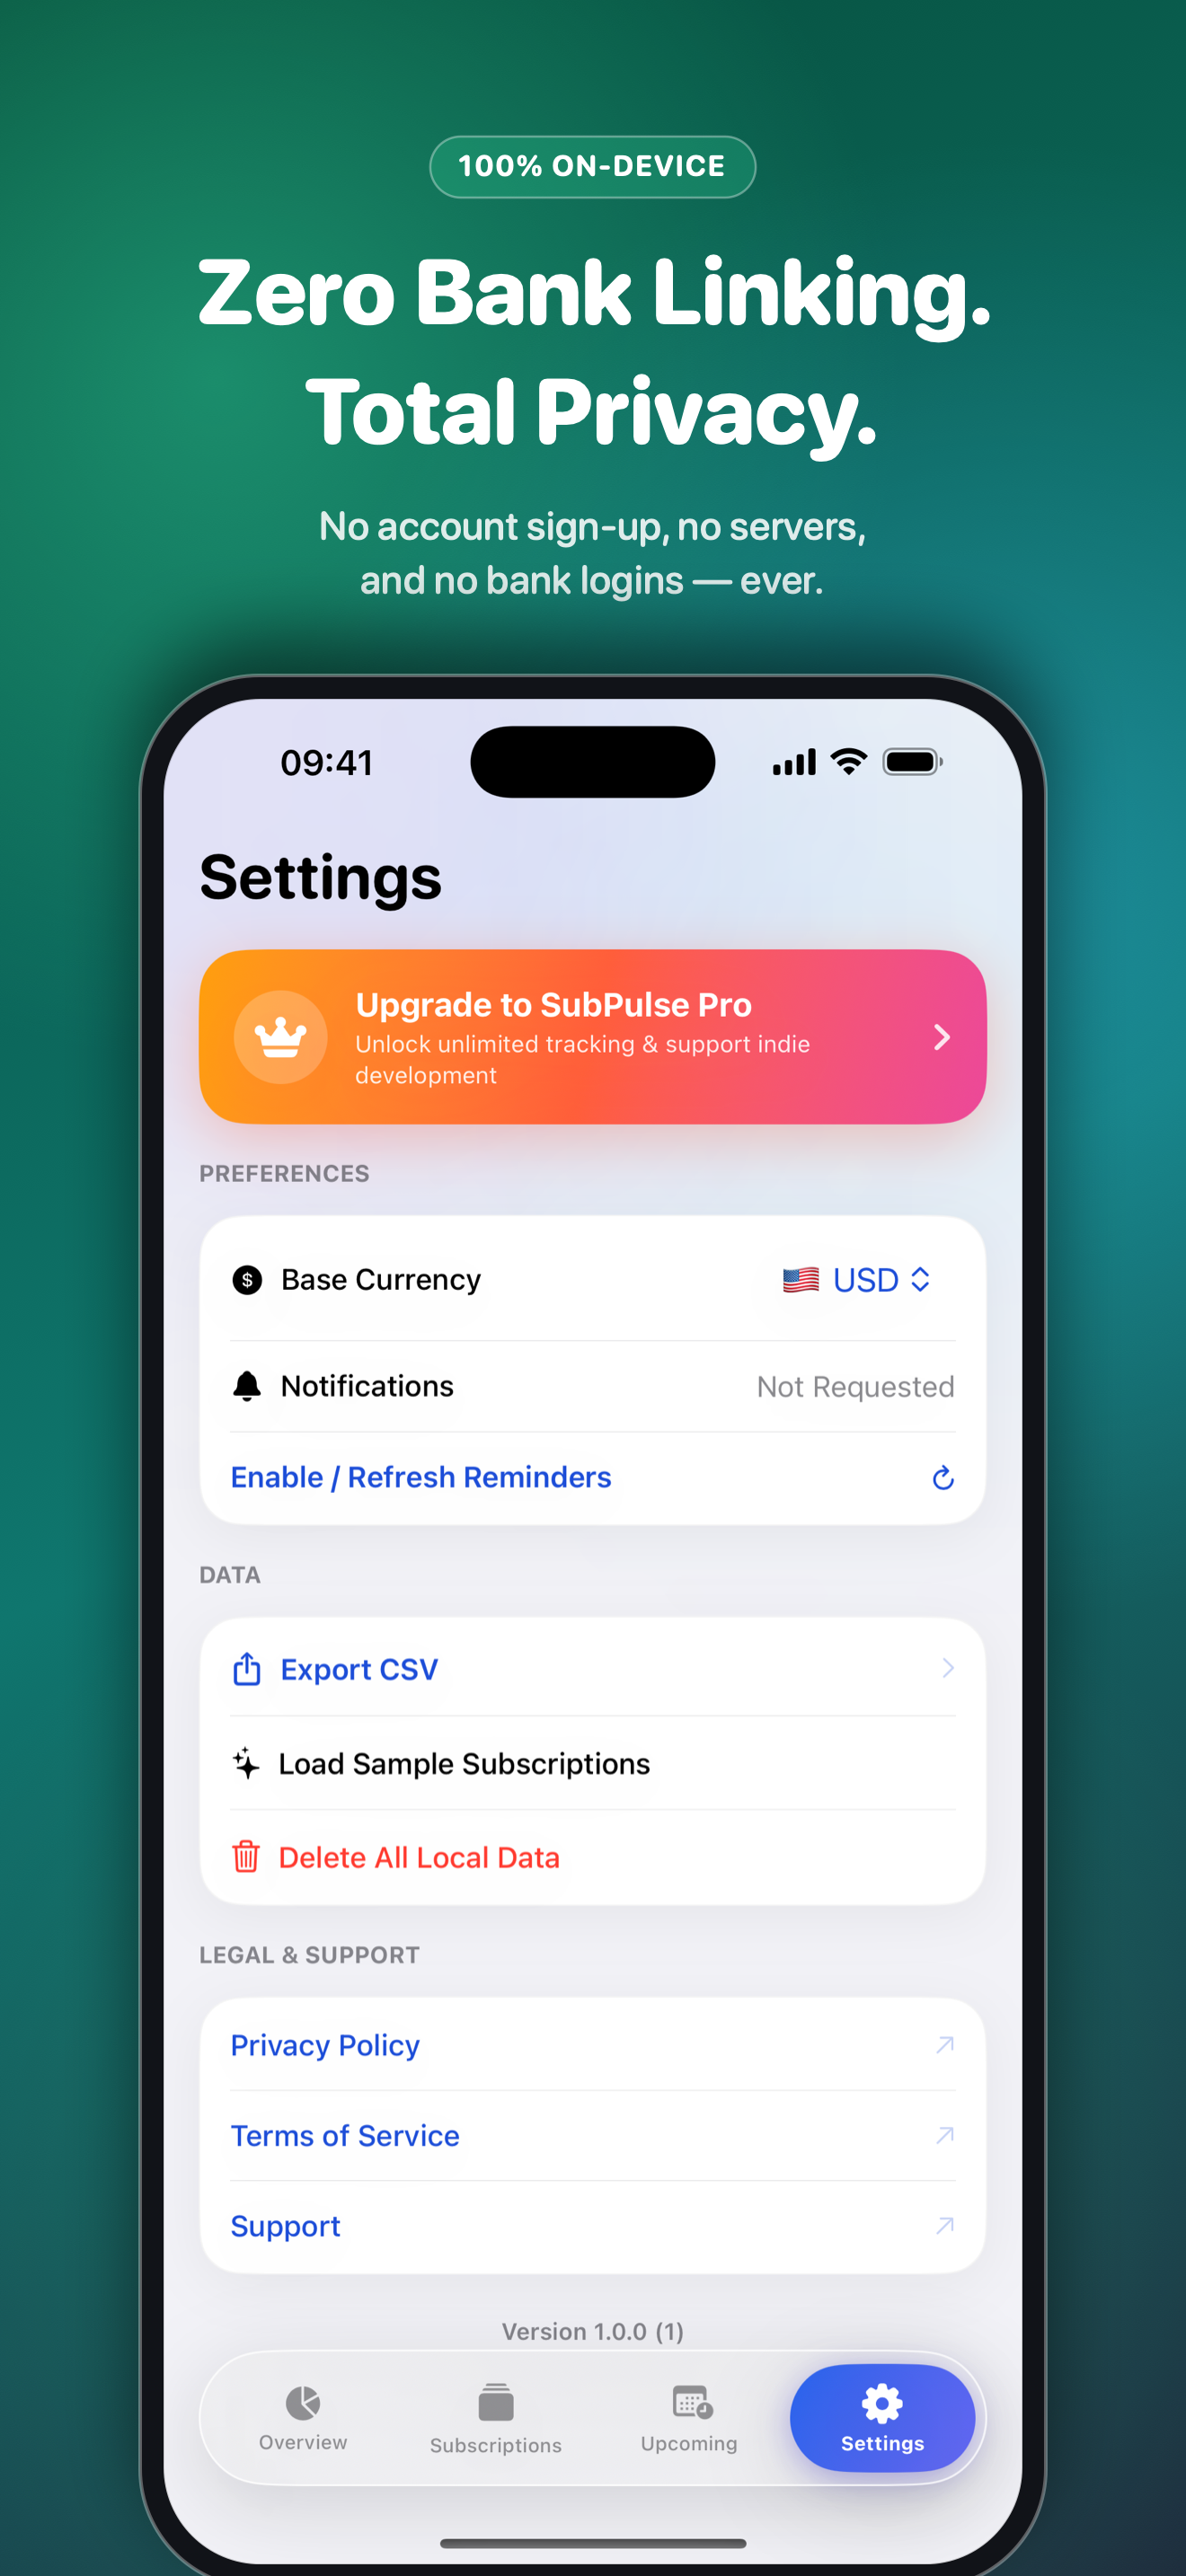 100% ON-DEVICE
Zero Bank Linking.
Total Privacy.
No account sign-up, no servers,
and no bank logins — ever.
09:41
Settings
Upgrade to SubPulse Pro
Unlock unlimited tracking & support indie
development
PREFERENCES
$ Base Currency 🇺🇸 USD
Notifications Not Requested
Enable / Refresh Reminders
DATA
Export CSV
Load Sample Subscriptions
Delete All Local Data
LEGAL & SUPPORT
Privacy Policy
Terms of Service
Support
Version 1.0.0 (1)
Overview Subscriptions Upcoming Settings